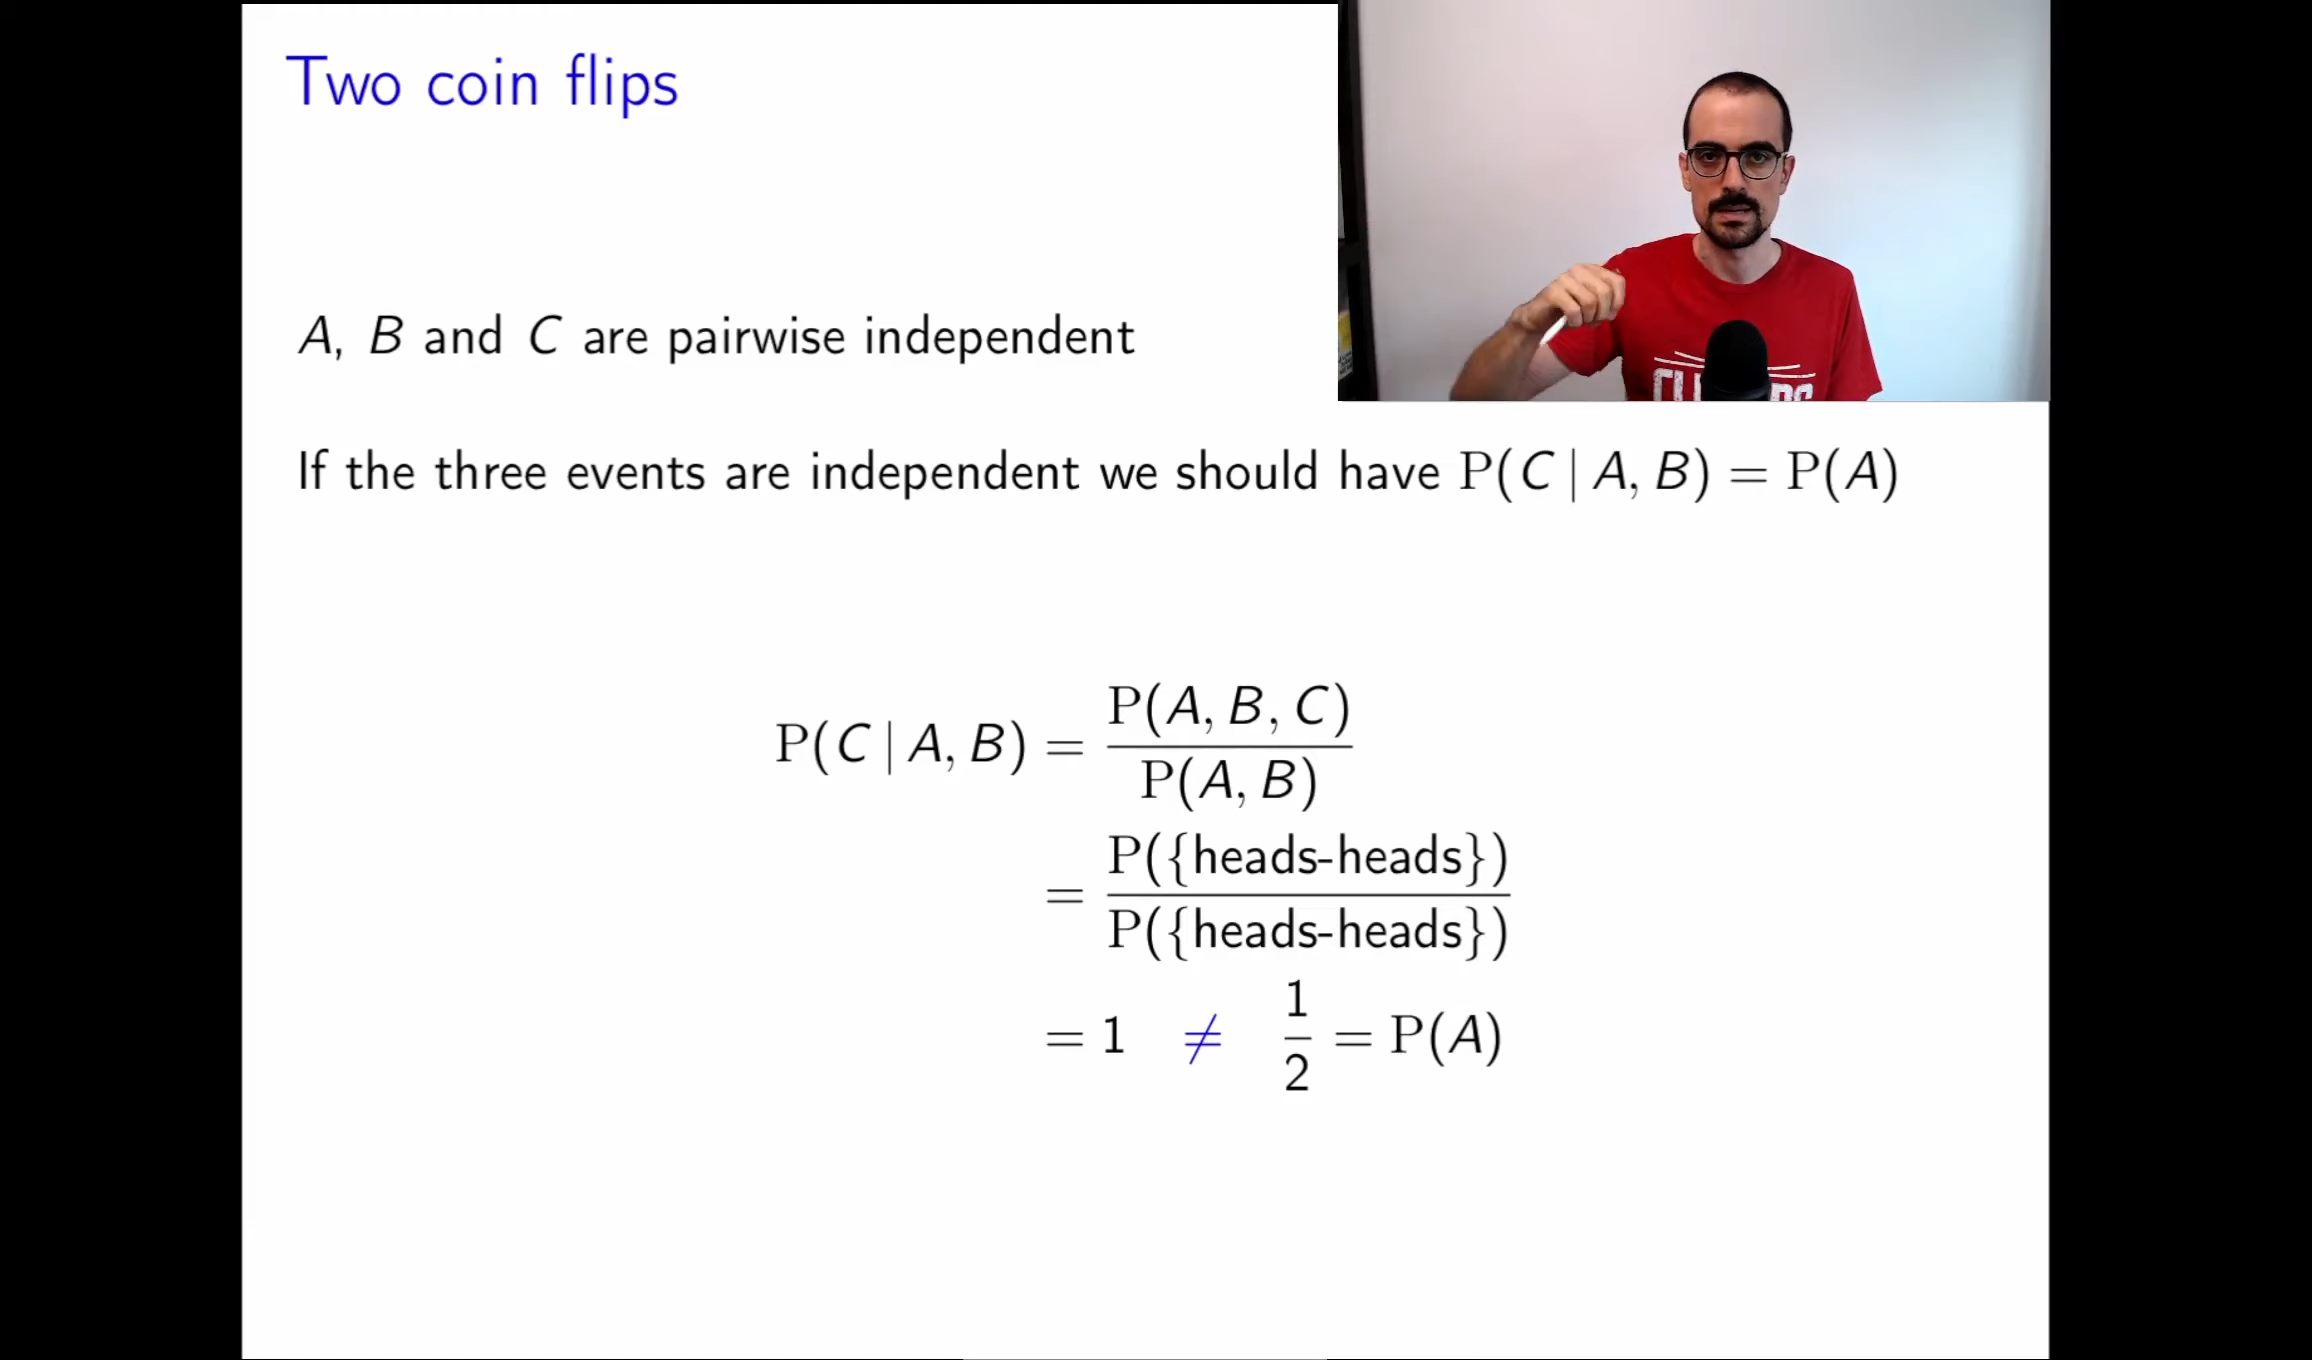 Two coin flips
A, B and C are pairwise independent
If the three events are independent we should have P(C | A, B) = P(A)
P(C | A, B) = P(A, B, C) / P(A, B)
= P({heads-heads}) / P({heads-heads})
= 1 ≠ 1/2 = P(A)